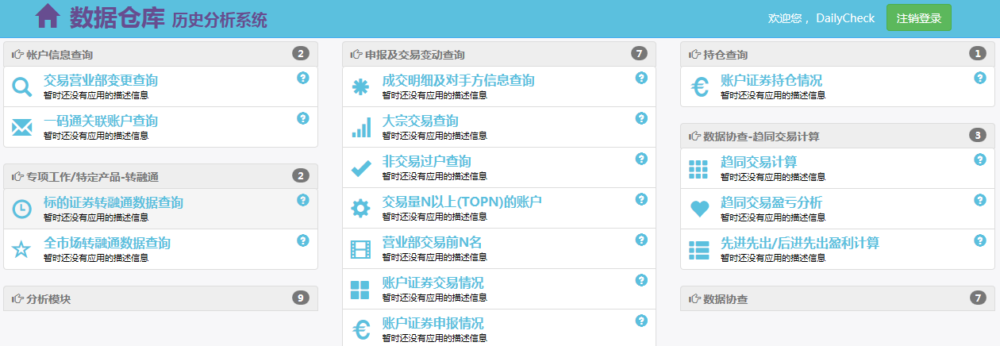 数据仓库 历史分析系统
欢迎您， DailyCheck 注销登录
帐户信息查询 2
交易营业部变更查询
暂时还没有应用的描述信息
一码通关联账户查询
暂时还没有应用的描述信息
专项工作/特定产品-转融通 2
标的证券转融通数据查询
暂时还没有应用的描述信息
全市场转融通数据查询
暂时还没有应用的描述信息
分析模块 9
申报及交易变动查询 7
成交明细及对手方信息查询
暂时还没有应用的描述信息
大宗交易查询
暂时还没有应用的描述信息
非交易过户查询
暂时还没有应用的描述信息
交易量N以上(TOPN)的账户
暂时还没有应用的描述信息
营业部交易前N名
暂时还没有应用的描述信息
账户证券交易情况
暂时还没有应用的描述信息
账户证券申报情况
暂时还没有应用的描述信息
持仓查询 1
账户证券持仓情况
暂时还没有应用的描述信息
数据协查-趋同交易计算 3
趋同交易计算
暂时还没有应用的描述信息
趋同交易盈亏分析
暂时还没有应用的描述信息
先进先出/后进先出盈利计算
暂时还没有应用的描述信息
数据协查 7